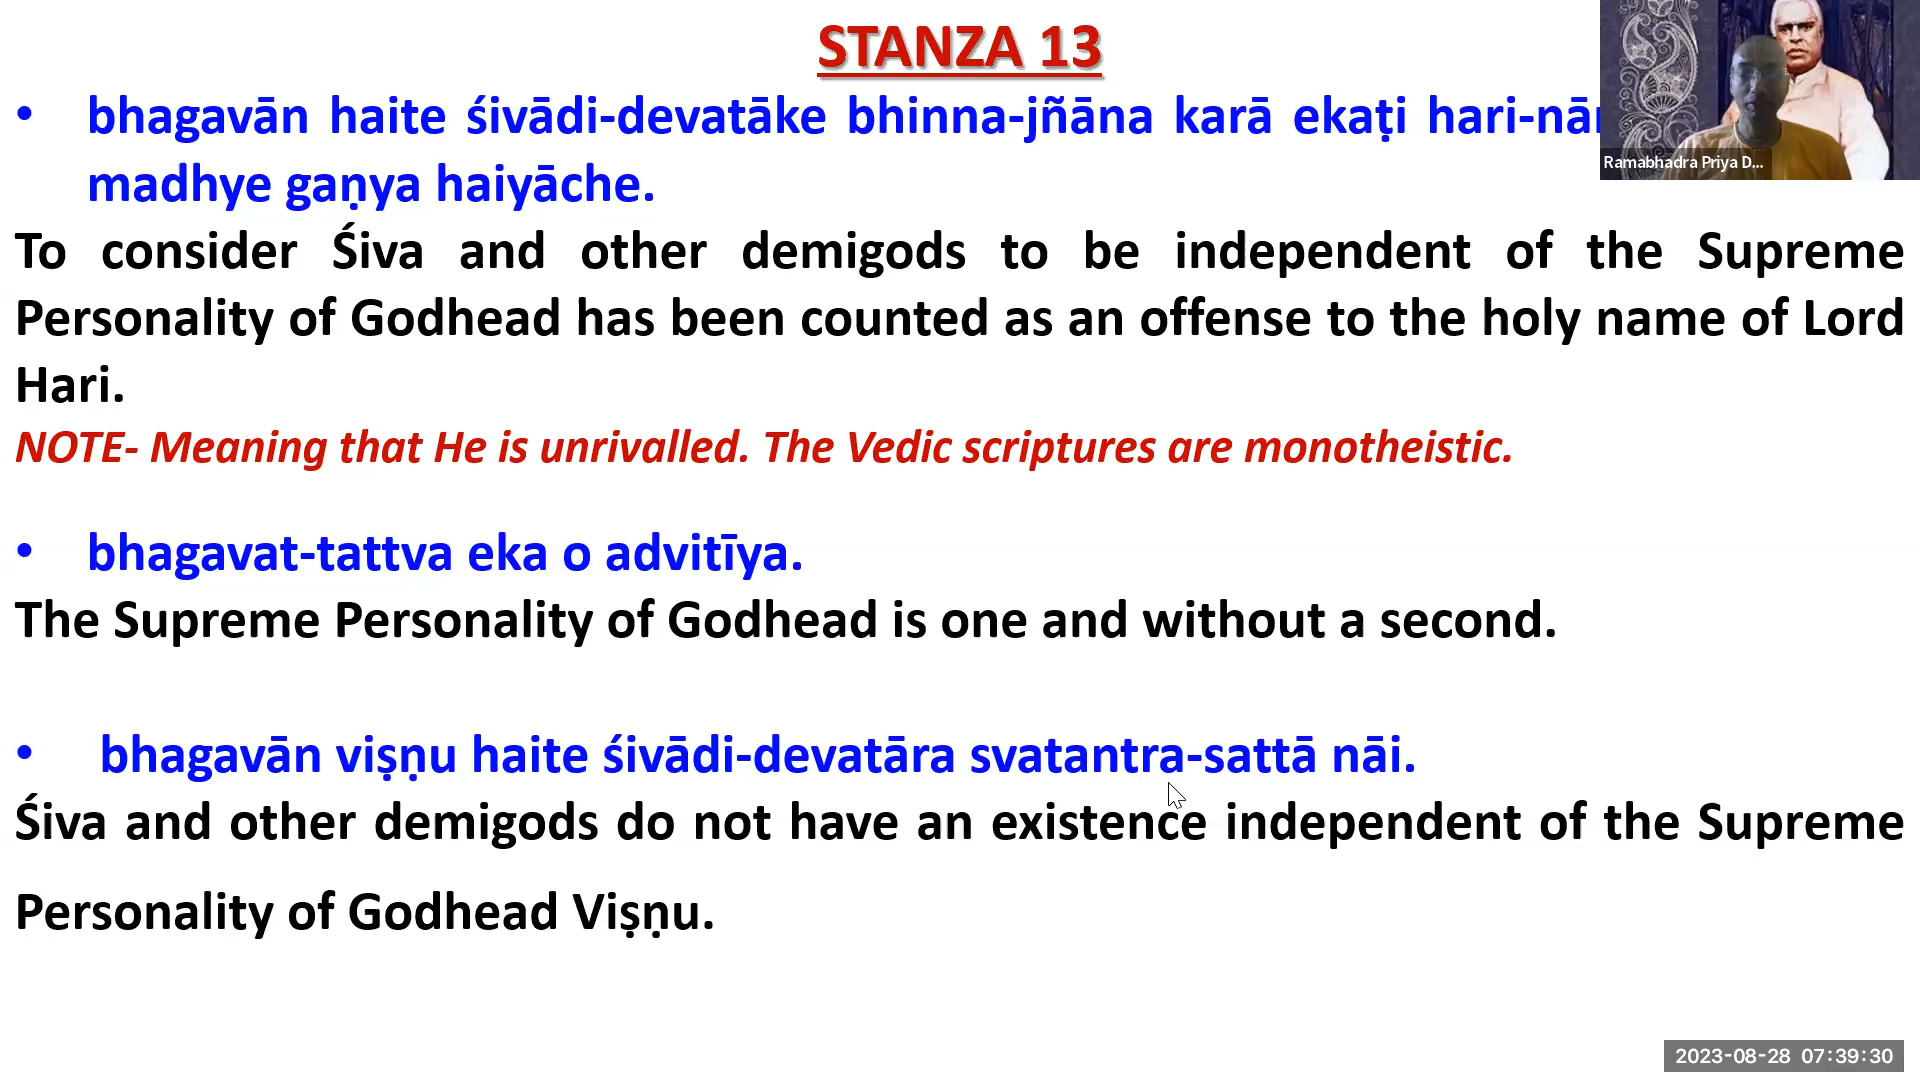 STANZA 13
• bhagavān haite śivādi-devatāke bhinna-jñāna karā ekaṭi
madhye gaṇya haiyāche.
To consider Śiva and other demigods to be independent of the Supreme
Personality of Godhead has been counted as an offense to the holy name of Lord
Hari.
NOTE- Meaning that He is unrivalled. The Vedic scriptures are monotheistic.
• bhagavat-tattva eka o advitīya.
The Supreme Personality of Godhead is one and without a second.
• bhagavān viṣṇu haite śivādi-devatāra svatantra-sattā nāi.
Śiva and other demigods do not have an existence independent of the Supreme
Personality of Godhead Viṣṇu.
Ramabhadra Priya D...
2023-08-28 07:39:30